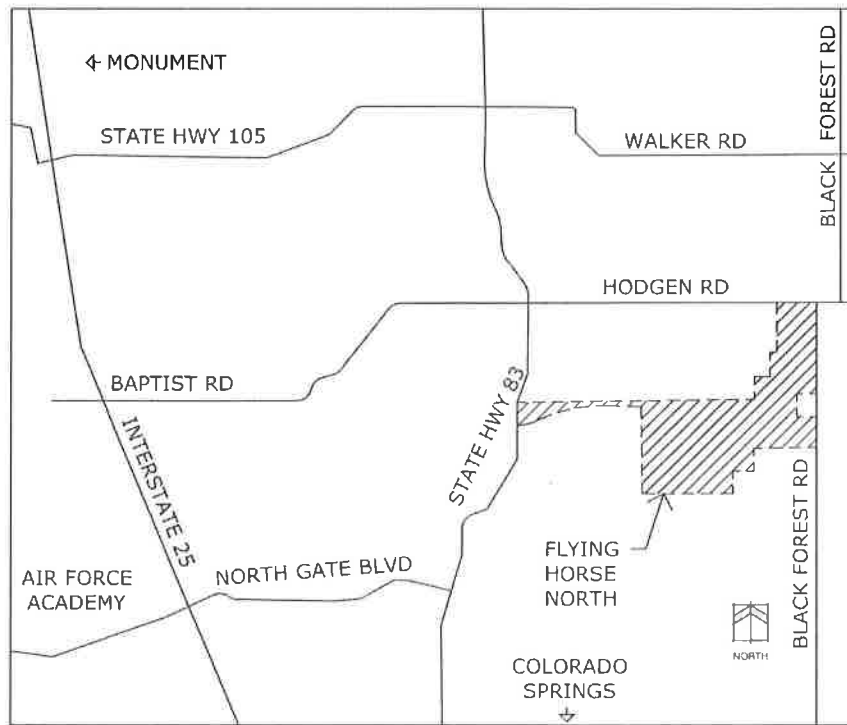 MONUMENT
STATE HWY 105
WALKER RD
BLACK FOREST RD
HODGEN RD
BAPTIST RD
STATE HWY 83
INTERSTATE 25
AIR FORCE
ACADEMY
NORTH GATE BLVD
FLYING
HORSE
NORTH
BLACK FOREST RD
NORTH
COLORADO
SPRINGS